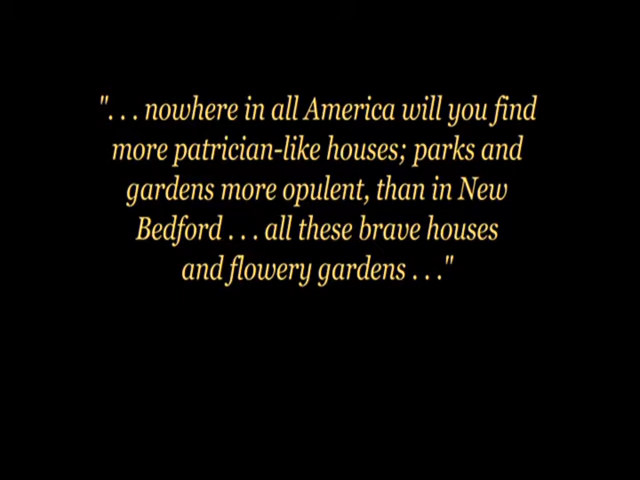 ". . . nowhere in all America will you find
more patrician-like houses; parks and
gardens more opulent, than in New
Bedford . . . all these brave houses
and flowery gardens . . ."